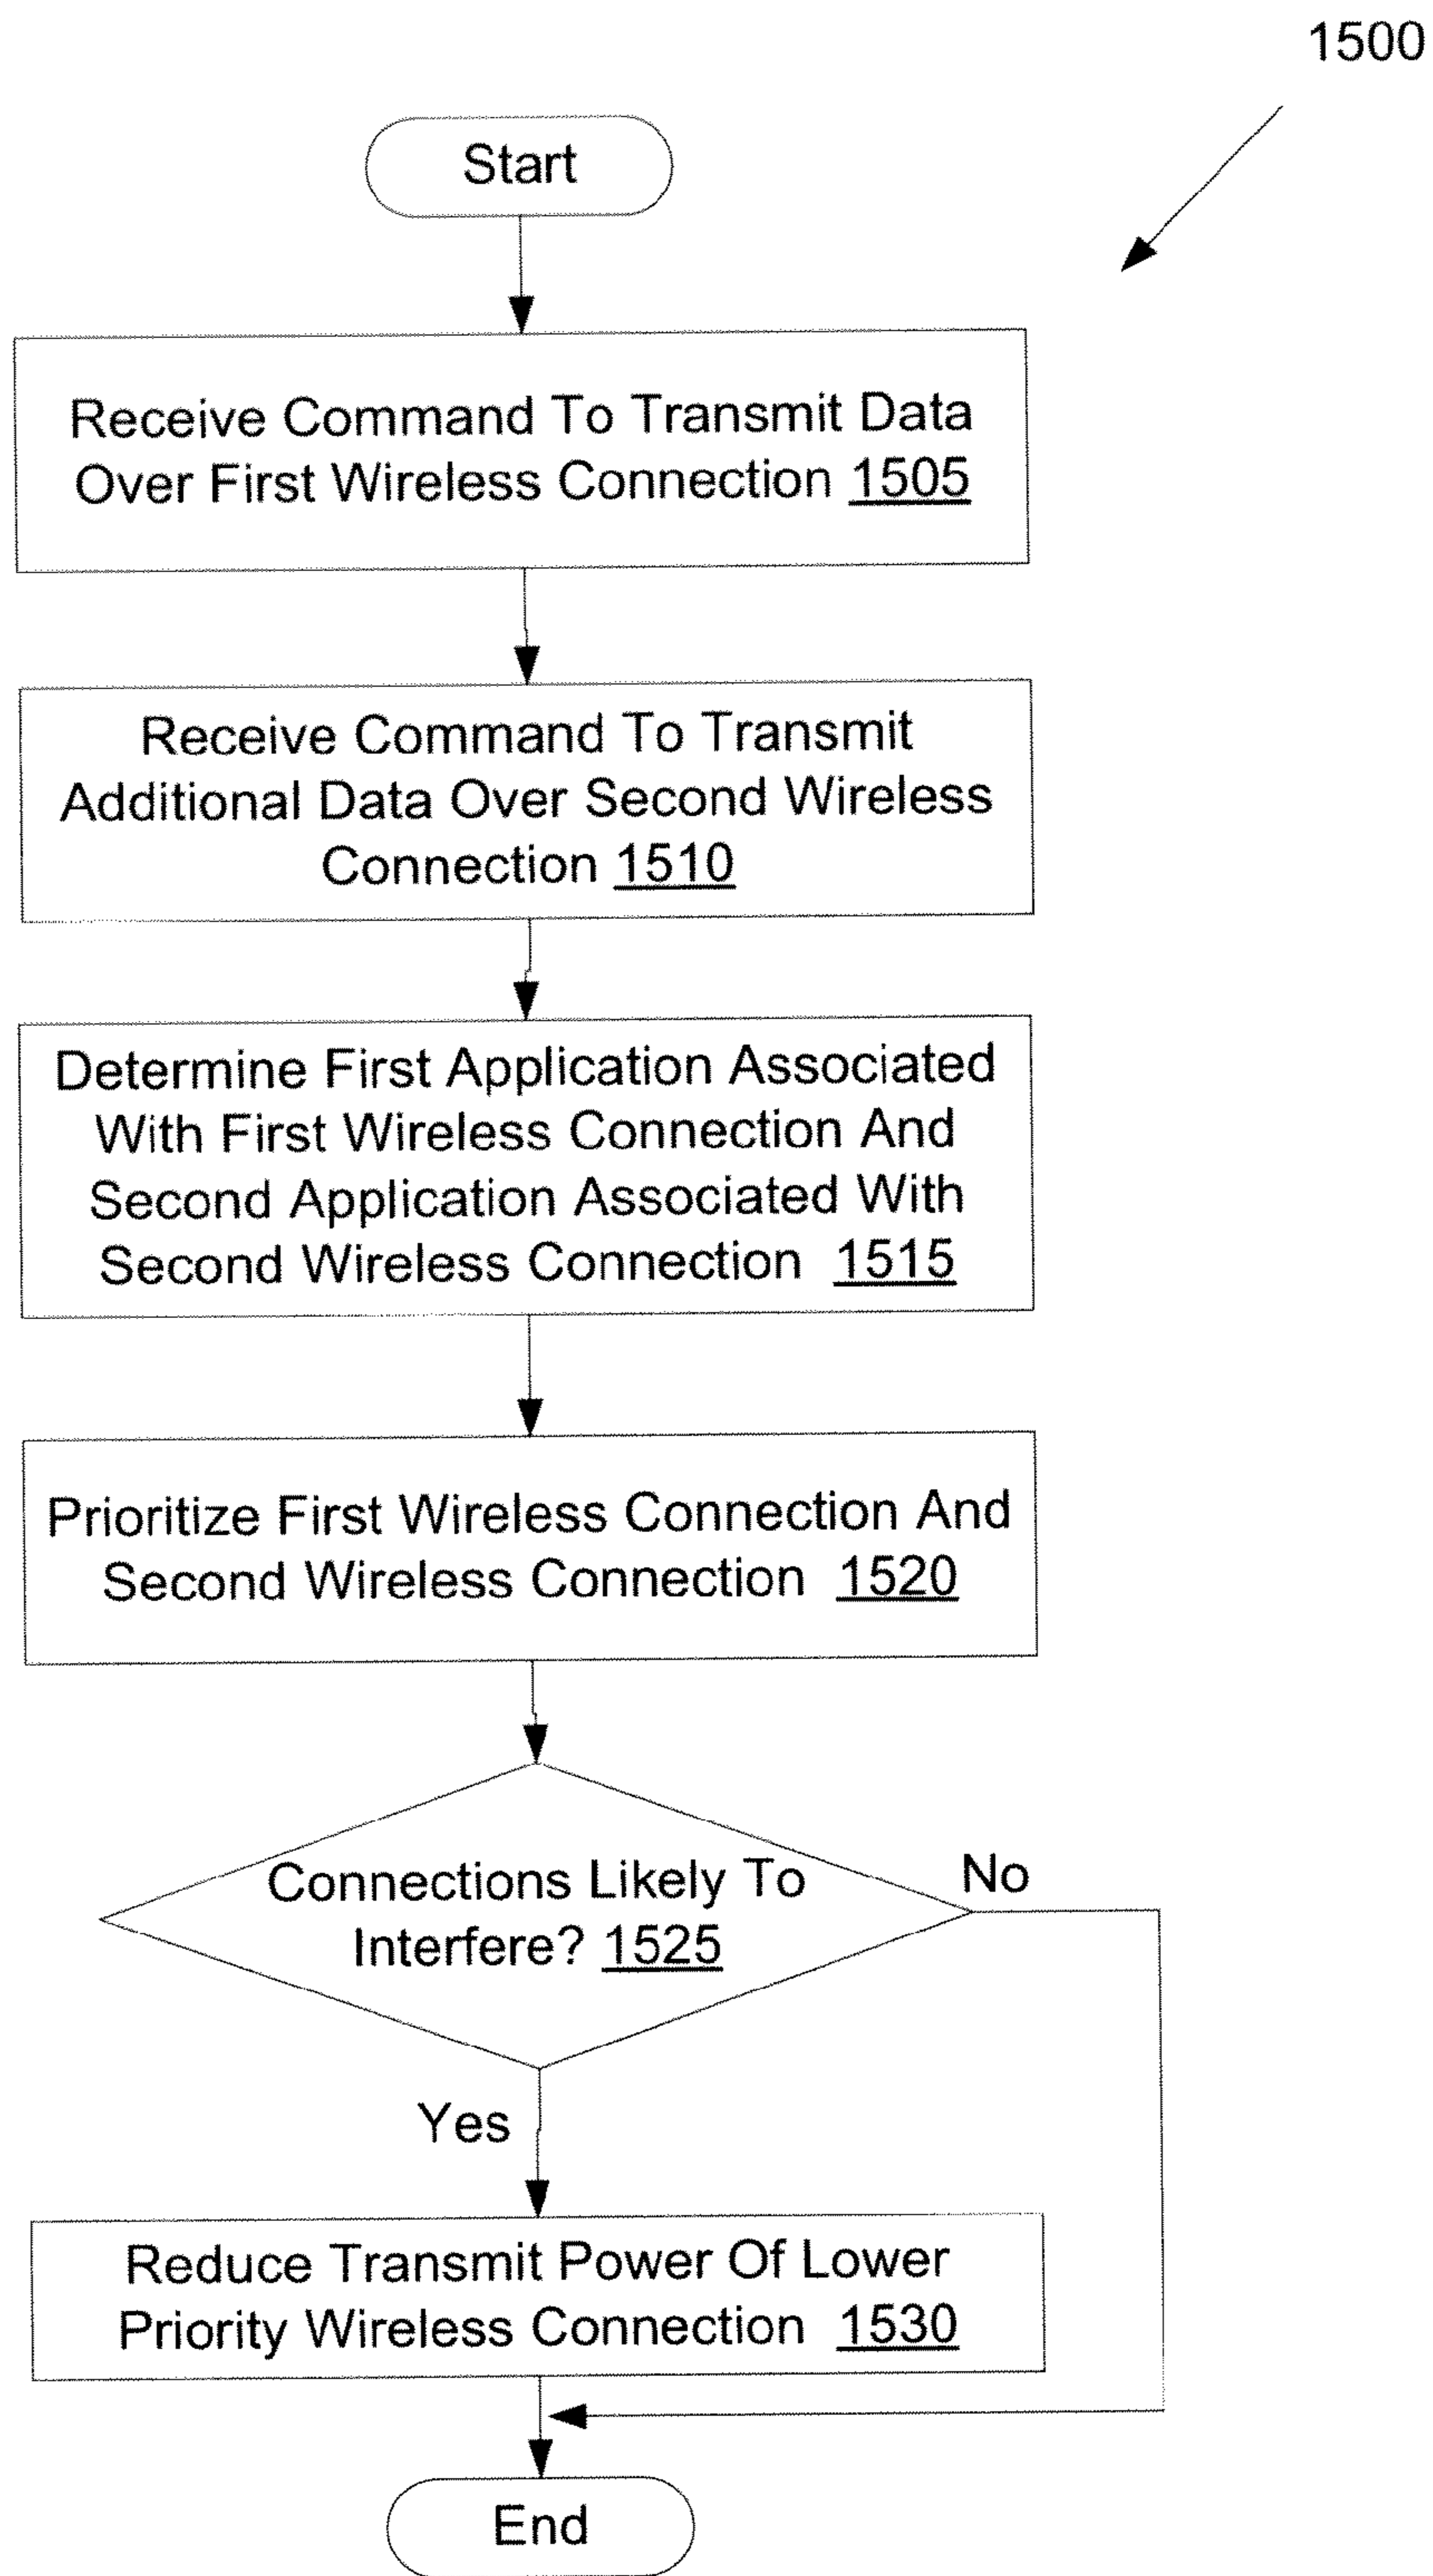 1500
Start
Receive Command To Transmit Data
Over First Wireless Connection 1505
Receive Command To Transmit
Additional Data Over Second Wireless
Connection 1510
Determine First Application Associated
With First Wireless Connection And
Second Application Associated With
Second Wireless Connection 1515
Prioritize First Wireless Connection And
Second Wireless Connection 1520
Connections Likely To
Interfere? 1525
No
Yes
Reduce Transmit Power Of Lower
Priority Wireless Connection 1530
End